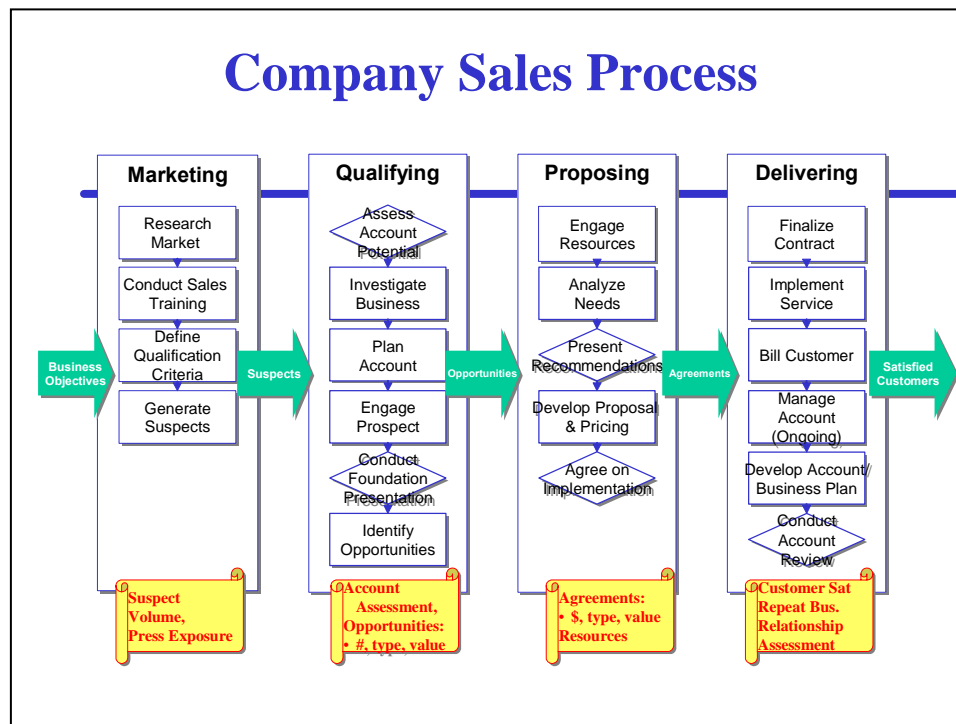 Company Sales Process
Marketing
Research
Market
Conduct Sales
Training
Define
Qualification
Criteria
Generate
Suspects
Qualifying
Assess
Account
Potential
Investigate
Business
Plan
Account
Engage
Prospect
Conduct
Foundation
Presentation
Identify
Opportunities
Proposing
Engage
Resources
Analyze
Needs
Present
Recommendations
Develop Proposal
& Pricing
Agree on
Implementation
Delivering
Finalize
Contract
Implement
Service
Bill Customer
Manage
Account
(Ongoing)
Develop Account/
Business Plan
Conduct
Account
Review
Business
Objectives
Suspects
Opportunities
Agreements
Satisfied
Customers
Suspect
Volume,
Press Exposure
Account
Assessment,
Opportunities:
• #, type, value
Agreements:
• $, type, value
Resources
Customer Sat
Repeat Bus.
Relationship
Assessment